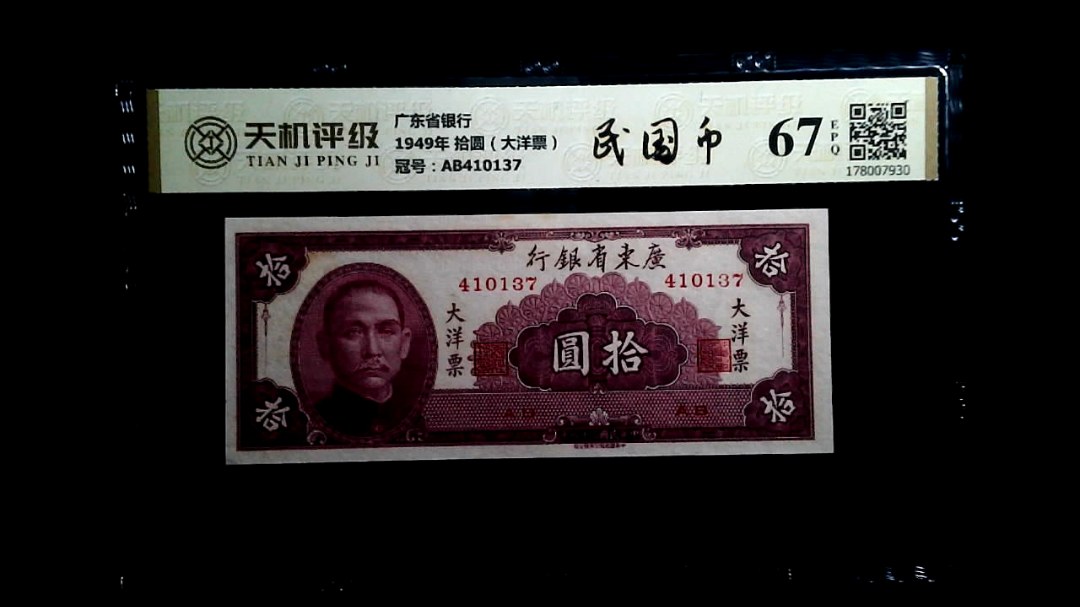 天机评级
TIAN JI PING JI
广东省银行
1949年 拾圆（大洋票）
冠号：AB410137
民国币
67
EPQ
178007930
行銀省東廣
410137
410137
拾
拾
大洋票
圓拾
大洋票
AB
AB
拾
拾